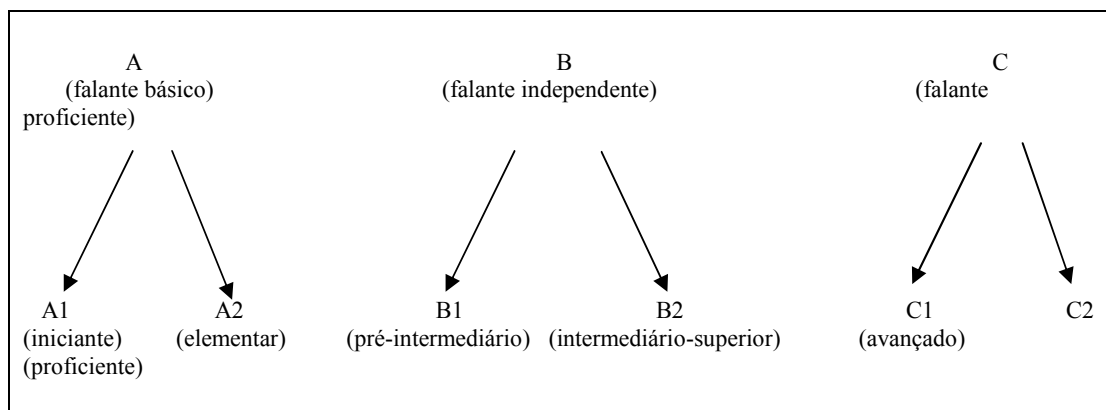 A B C
(falante básico) (falante independente) (falante
proficiente)
A1 A2 B1 B2 C1 C2
(iniciante) (elementar) (pré-intermediário) (intermediário-superior) (avançado)
(proficiente)